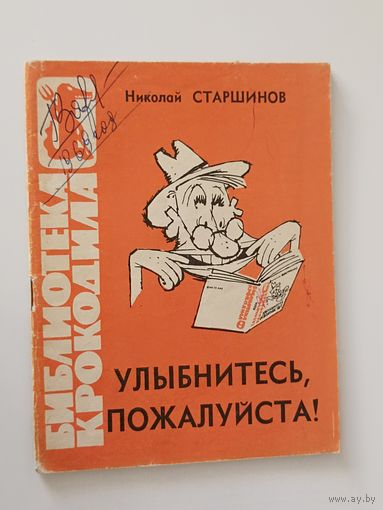 Николай СТАРШИНОВ
БИБЛИОТЕКА
КРОКОДИЛА
УЛЫБНИТЕСЬ,
ПОЖАЛУЙСТА!
www.ay.by